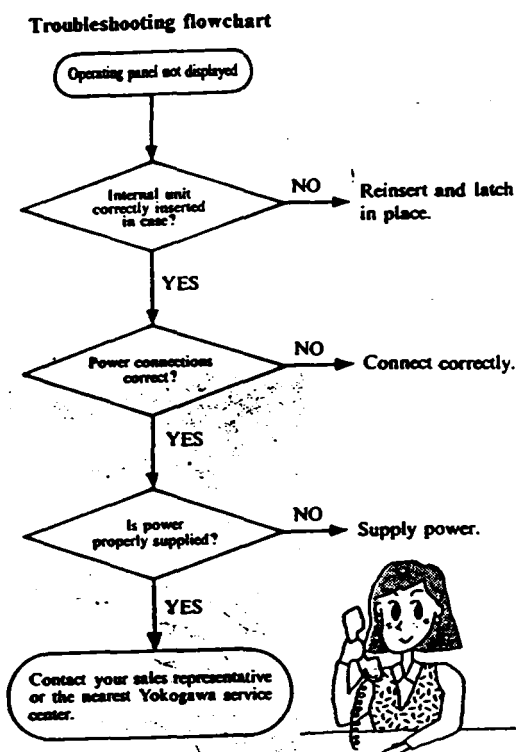 Troubleshooting flowchart
Operating panel not displayed
Internal unit
correctly inserted
in case?
NO
Reinsert and latch
in place.
YES
Power connections
correct?
NO
Connect correctly.
YES
Is power
properly supplied?
NO
Supply power.
YES
Contact your sales representative
or the nearest Yokogawa service
center.